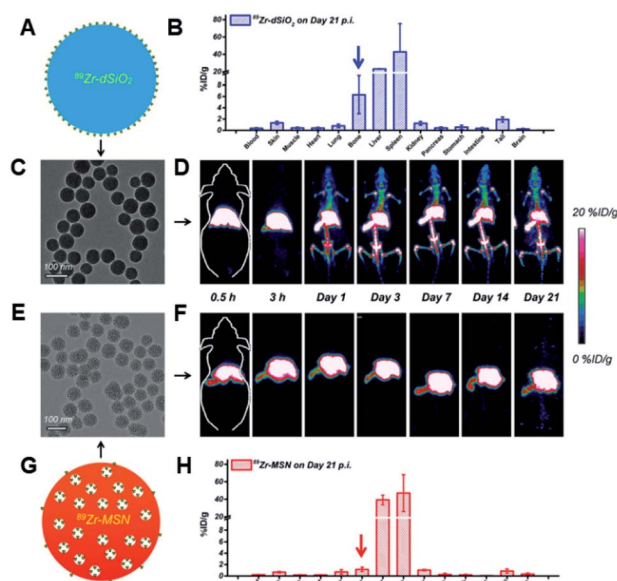 A
B
⁸⁹Zr-dSiO₂ on Day 21 p.i.
⁸⁹Zr-dSiO₂
%ID/g
80
60
40
20
8
6
4
2
0
Blood
Skin
Muscle
Heart
Lung
Bone
Liver
Spleen
Kidney
Pancreas
Stomach
Intestine
Tail
Brain
C
D
100 nm
20 %ID/g
0.5 h 3 h Day 1 Day 3 Day 7 Day 14 Day 21
E
F
100 nm
0 %ID/g
G
H
⁸⁹Zr-MSN on Day 21 p.i.
⁸⁹Zr-MSN
%ID/g
80
60
40
20
8
6
4
2
0